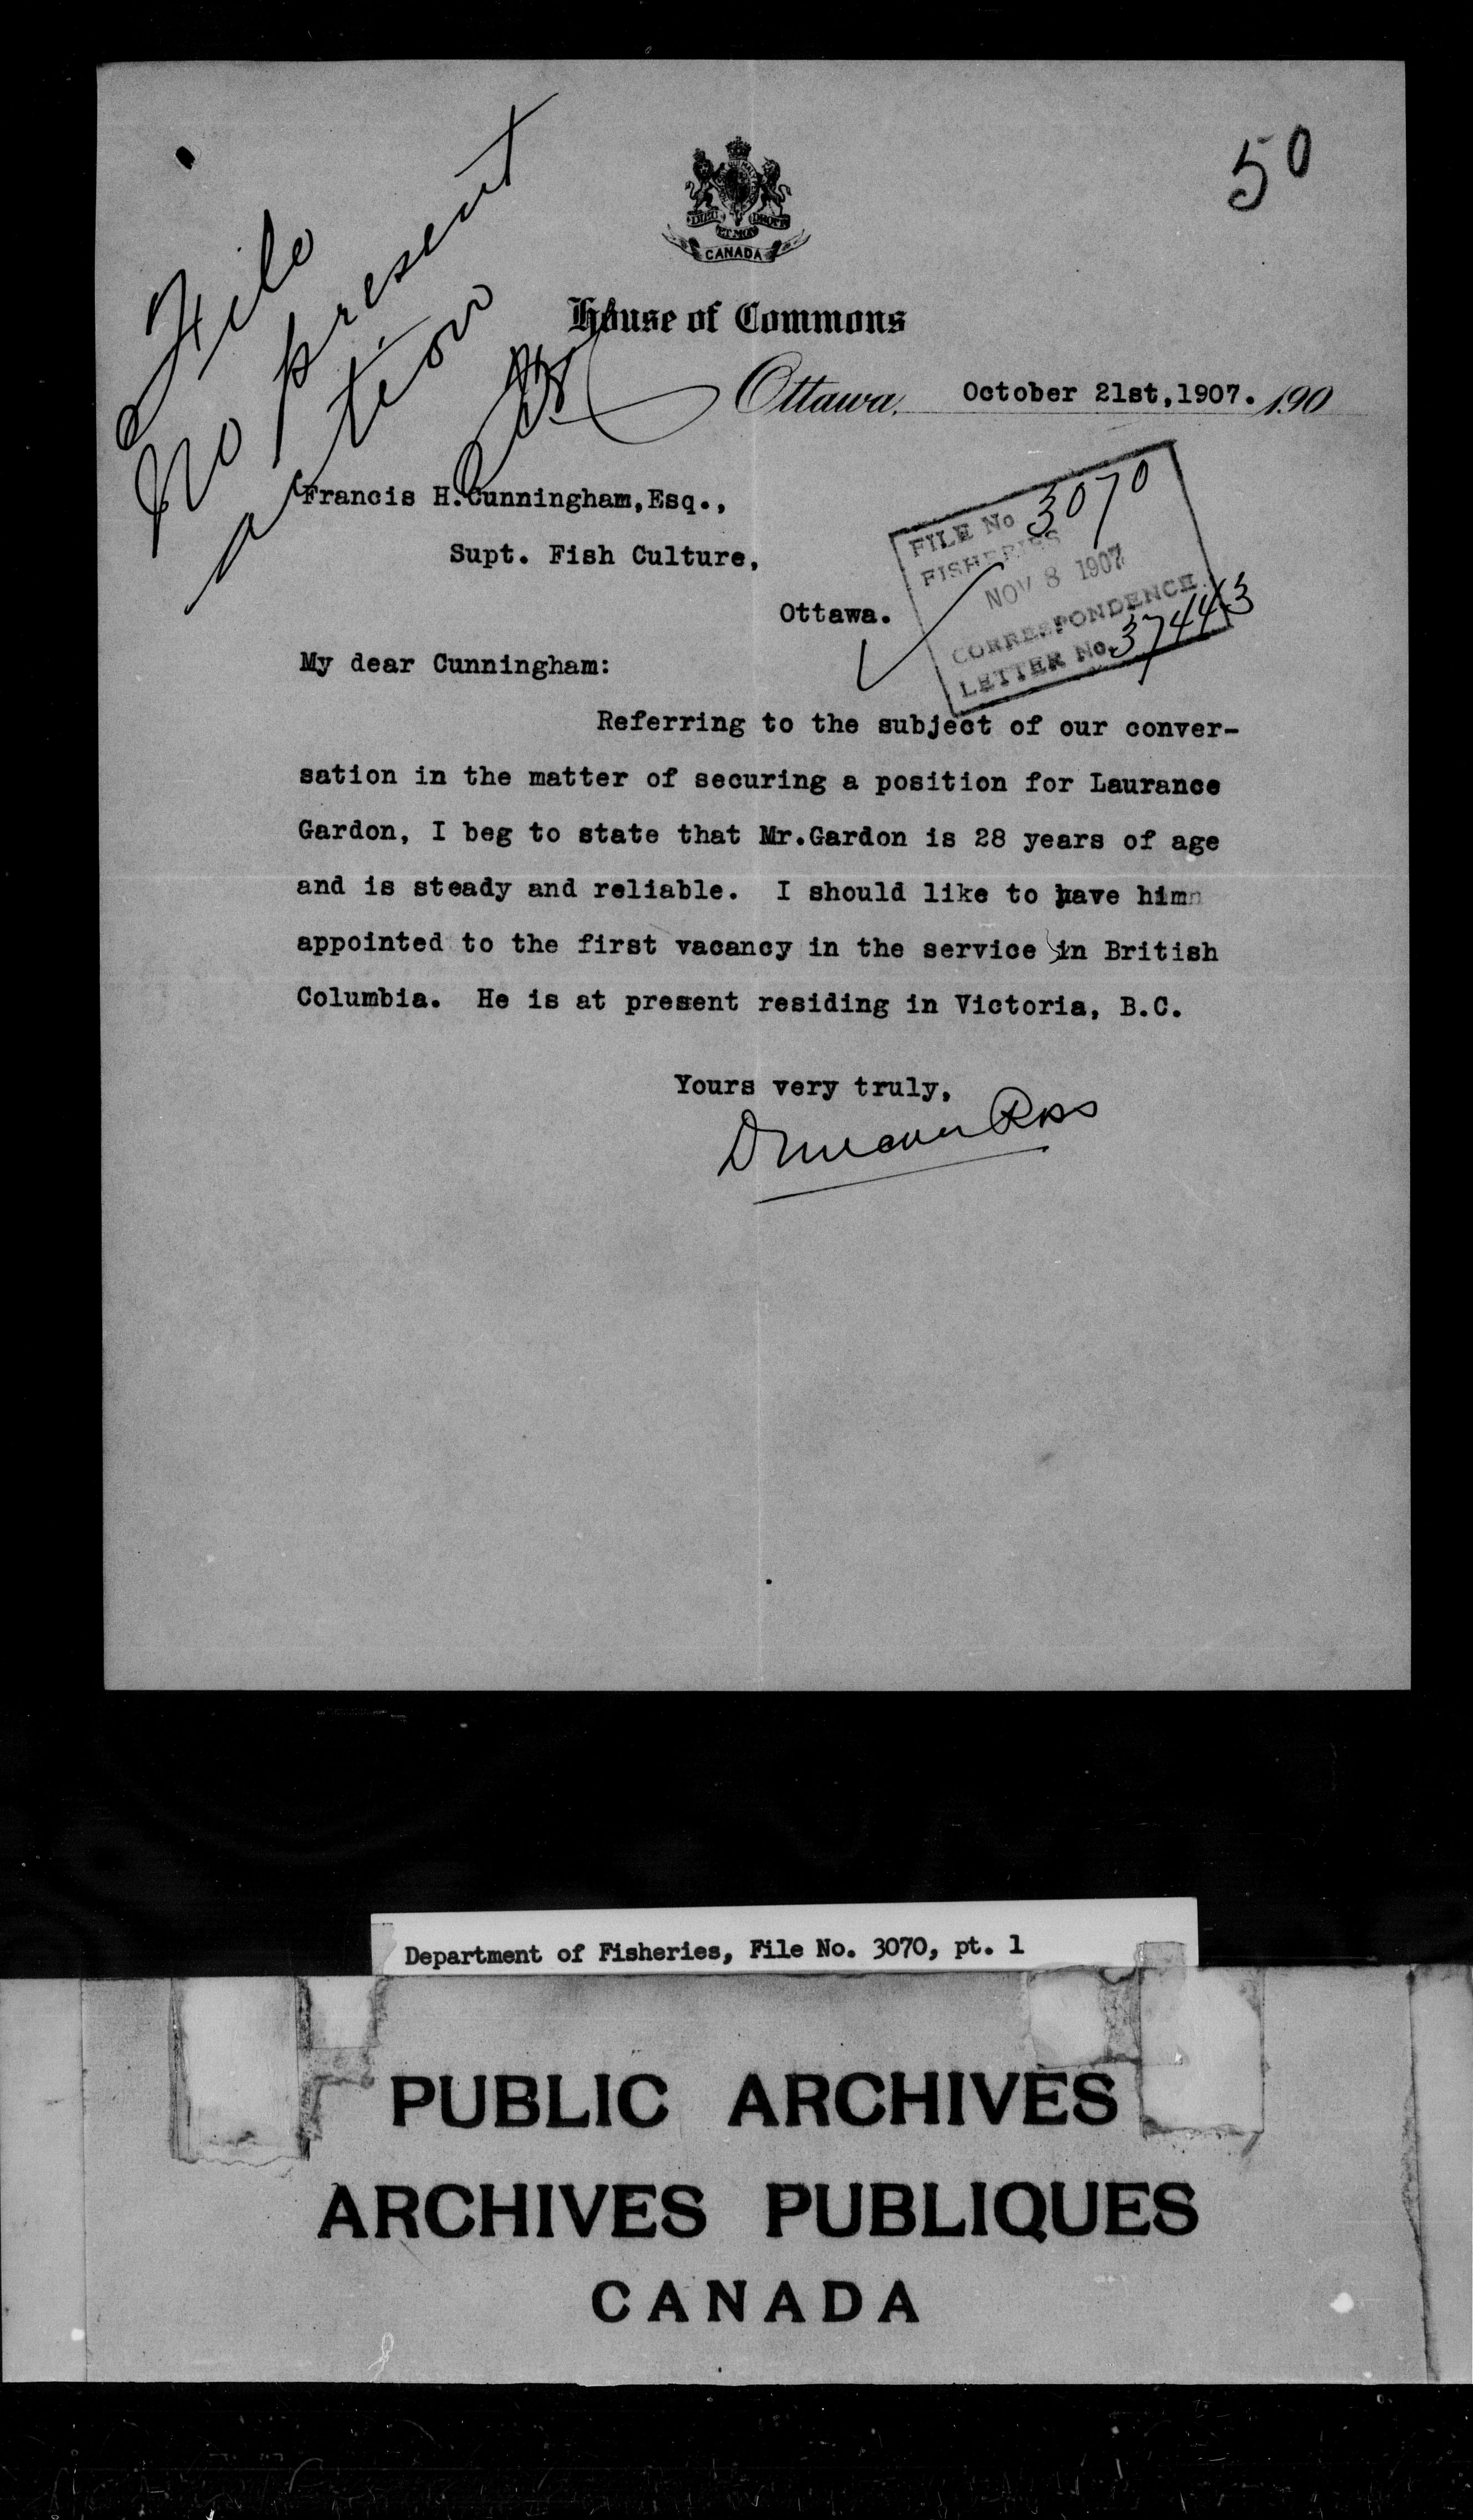 File
No present
action
50
DIEU ET MON DROIT
CANADA
House of Commons
Ottawa, October 21st,1907. 190
Francis H.Cunningham,Esq.,
Supt. Fish Culture,
Ottawa.
FILE No 3070
FISHERIES
NOV 8 1907
CORRESPONDENCE
LETTER No. 37443
My dear Cunningham:
Referring to the subject of our conver-
sation in the matter of securing a position for Laurance
Gardon, I beg to state that Mr.Gardon is 28 years of age
and is steady and reliable. I should like to have him
appointed to the first vacancy in the service in British
Columbia. He is at present residing in Victoria, B.C.
Yours very truly,
Duncan Ross
Department of Fisheries, File No. 3070, pt. 1
PUBLIC ARCHIVES
ARCHIVES PUBLIQUES
CANADA